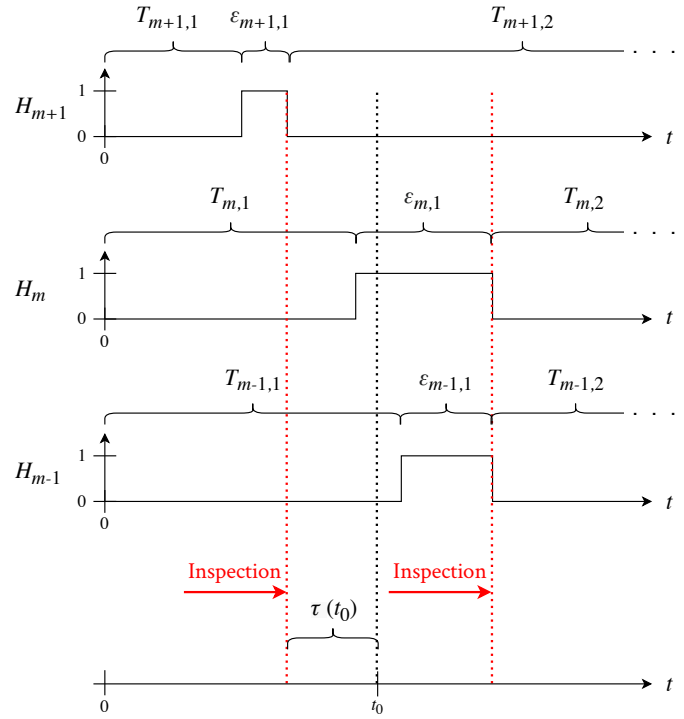 T_{m+1,1} ε_{m+1,1} T_{m+1,2}
. . .
1
H_{m+1}
0
t
0
T_{m,1} ε_{m,1} T_{m,2}
. . .
1
H_m
0
t
0
T_{m-1,1} ε_{m-1,1} T_{m-1,2}
. . .
1
H_{m-1}
0
t
0
Inspection Inspection
τ (t_0)
t
0 t_0